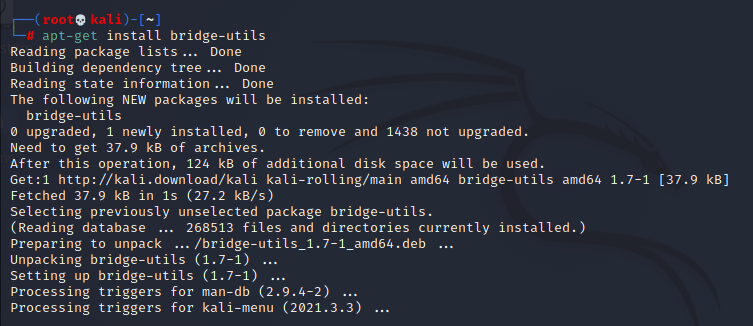 ┌──(root💀kali)-[~]
└─# apt-get install bridge-utils
Reading package lists... Done
Building dependency tree... Done
Reading state information... Done
The following NEW packages will be installed:
  bridge-utils
0 upgraded, 1 newly installed, 0 to remove and 1438 not upgraded.
Need to get 37.9 kB of archives.
After this operation, 124 kB of additional disk space will be used.
Get:1 http://kali.download/kali kali-rolling/main amd64 bridge-utils amd64 1.7-1 [37.9 kB]
Fetched 37.9 kB in 1s (27.2 kB/s)
Selecting previously unselected package bridge-utils.
(Reading database ... 268513 files and directories currently installed.)
Preparing to unpack .../bridge-utils_1.7-1_amd64.deb ...
Unpacking bridge-utils (1.7-1) ...
Setting up bridge-utils (1.7-1) ...
Processing triggers for man-db (2.9.4-2) ...
Processing triggers for kali-menu (2021.3.3) ...